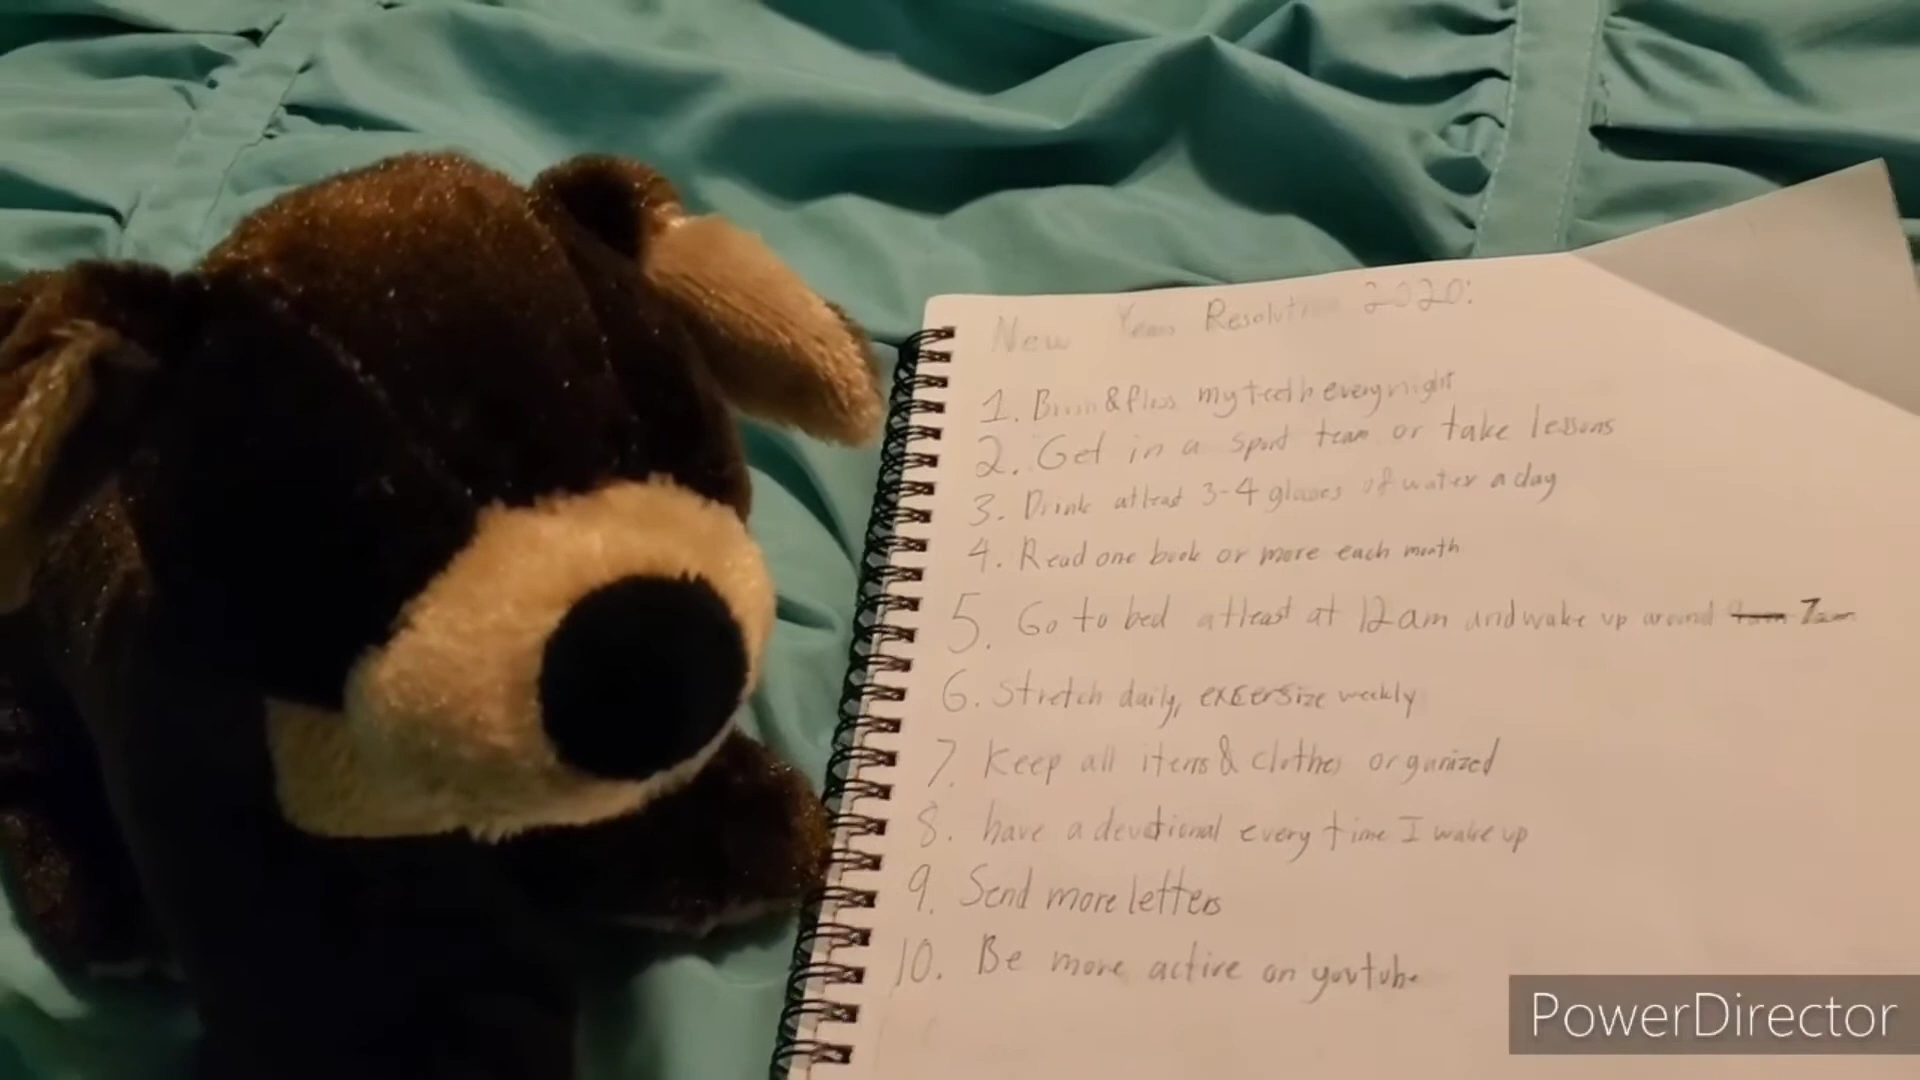 New Years Resolution 2020:
1. Brush & floss my teeth every night
2. Get in a sport team or take lessons
3. Drink atleast 3-4 glasses of water a day
4. Read one book or more each month
5. Go to bed atleast at 12am and wake up around 9am 7am
6. Stretch daily, excersize weekly
7. Keep all items & clothes organized
8. have a devotional every time I wake up
9. Send more letters
10. Be more active on youtube
PowerDirector